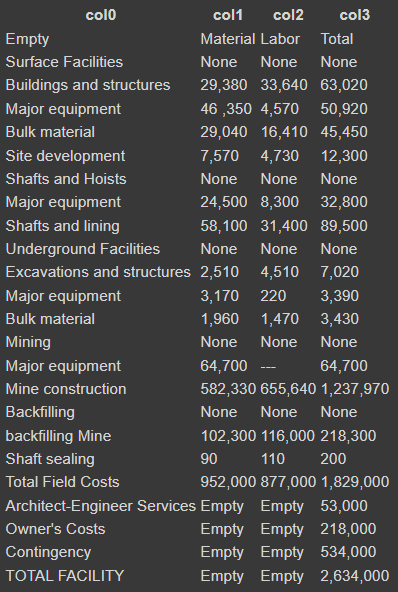 col0 col1 col2 col3
Empty Material Labor Total
Surface Facilities None None None
Buildings and structures 29,380 33,640 63,020
Major equipment 46 ,350 4,570 50,920
Bulk material 29,040 16,410 45,450
Site development 7,570 4,730 12,300
Shafts and Hoists None None None
Major equipment 24,500 8,300 32,800
Shafts and lining 58,100 31,400 89,500
Underground Facilities None None None
Excavations and structures 2,510 4,510 7,020
Major equipment 3,170 220 3,390
Bulk material 1,960 1,470 3,430
Mining None None None
Major equipment 64,700 --- 64,700
Mine construction 582,330 655,640 1,237,970
Backfilling None None None
backfilling Mine 102,300 116,000 218,300
Shaft sealing 90 110 200
Total Field Costs 952,000 877,000 1,829,000
Architect-Engineer Services Empty Empty 53,000
Owner's Costs Empty Empty 218,000
Contingency Empty Empty 534,000
TOTAL FACILITY Empty Empty 2,634,000